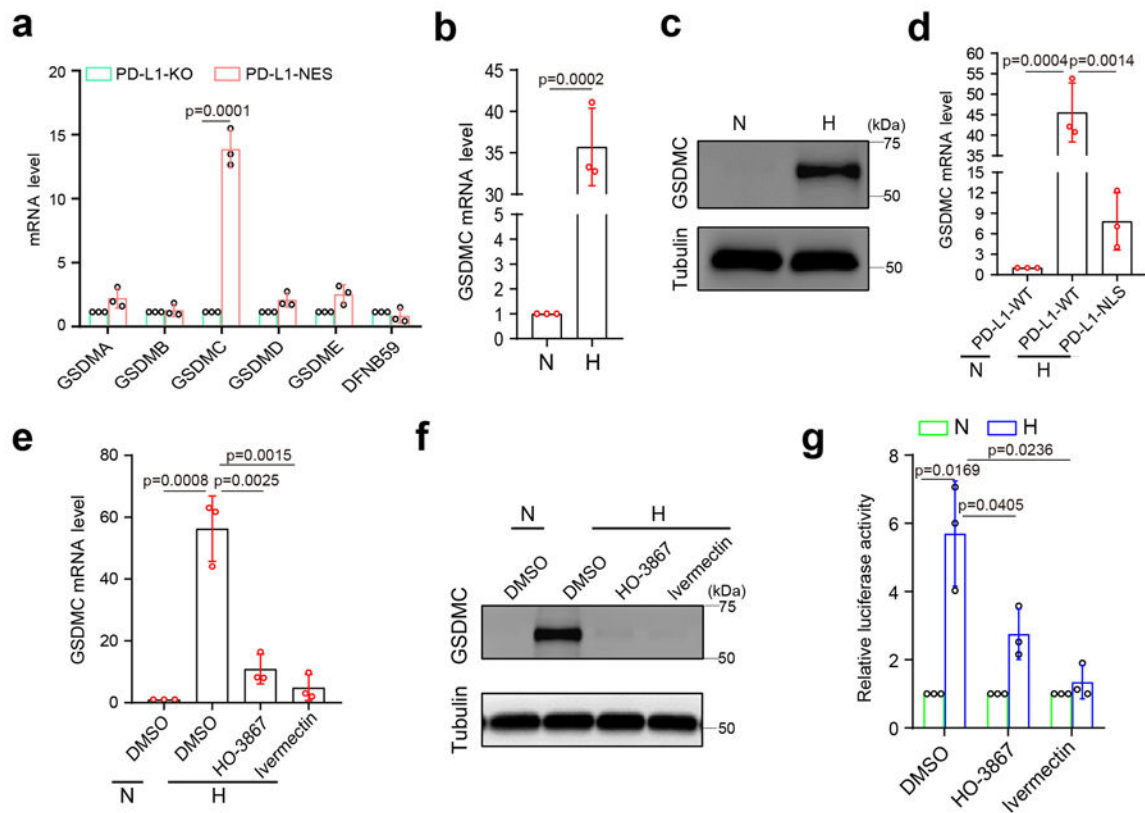 a
20
15
10
5
0
mRNA level
PD-L1-KO PD-L1-NES
p=0.0001
GSDMA GSDMB GSDMC GSDMD GSDME DFNB59
b
45
40
35
30
25
5
4
3
2
1
0
GSDMC mRNA level
p=0.0002
N H
c
N H (kDa)
GSDMC
75
50
Tubulin
50
d
p=0.0004 p=0.0014
55
50
45
40
35
30
25
20
15
12
9
6
3
0
GSDMC mRNA level
PD-L1-WT PD-L1-WT PD-L1-NLS
N H
e
80
60
40
20
0
GSDMC mRNA level
p=0.0015
p=0.0008 p=0.0025
DMSO DMSO HO-3867 Ivermectin
N H
f
N H
DMSO DMSO HO-3867 Ivermectin
(kDa)
GSDMC
75
50
Tubulin
50
g
N H
8
6
4
2
0
Relative luciferase activity
p=0.0236
p=0.0169
p=0.0405
DMSO HO-3867 Ivermectin